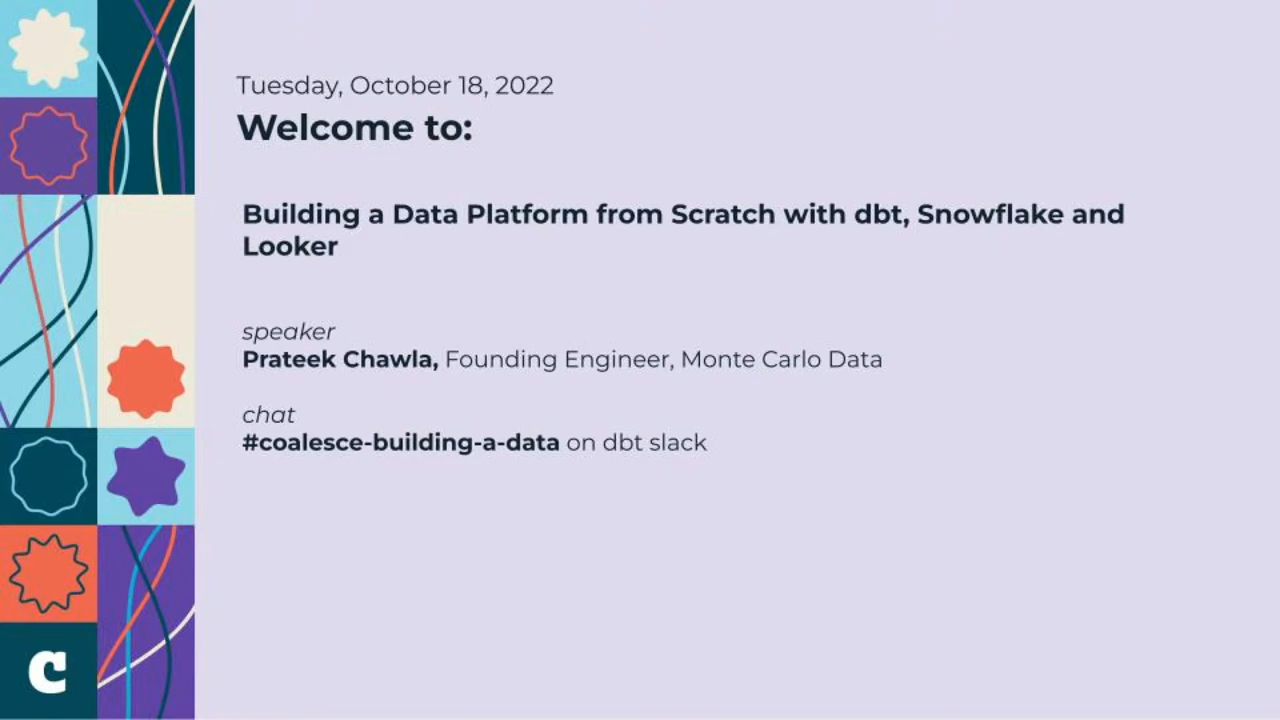 Tuesday, October 18, 2022
Welcome to:
Building a Data Platform from Scratch with dbt, Snowflake and
Looker
speaker
Prateek Chawla, Founding Engineer, Monte Carlo Data
chat
#coalesce-building-a-data on dbt slack
C